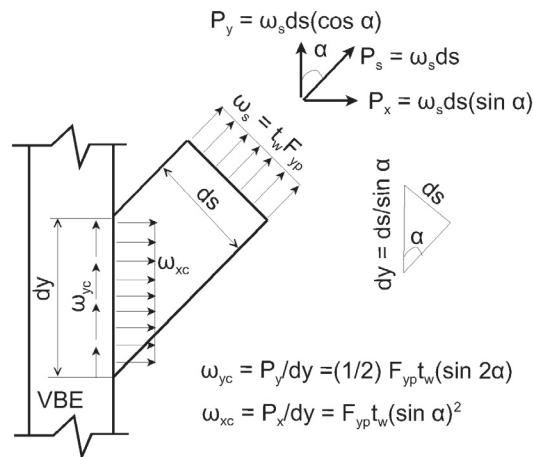 P_y = ω_s ds(cos α)
α
P_s = ω_s ds
P_x = ω_s ds(sin α)
ω_s = t_w F_yp
ds
ds
dy = ds/sin α
α
dy
ω_yc
ω_xc
VBE
ω_yc = P_y/dy =(1/2) F_yp t_w (sin 2α)
ω_xc = P_x/dy = F_yp t_w (sin α)^2